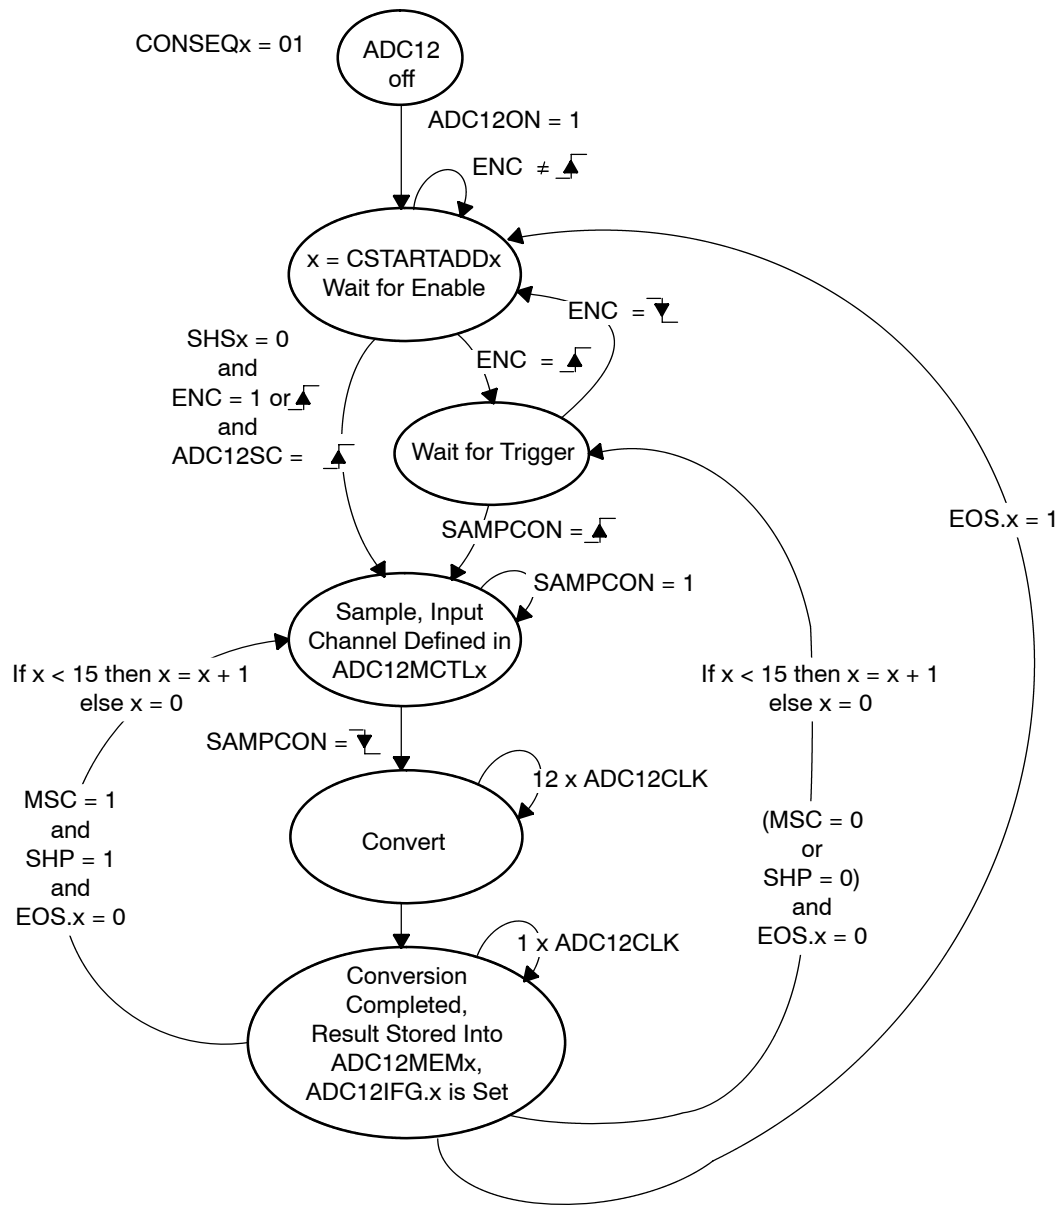 CONSEQx = 01
ADC12
off
ADC12ON = 1
ENC ≠
x = CSTARTADDx
Wait for Enable
ENC =
SHSx = 0
and
ENC = 1 or
and
ADC12SC =
ENC =
Wait for Trigger
SAMPCON =
EOS.x = 1
SAMPCON = 1
Sample, Input
Channel Defined in
ADC12MCTLx
If x < 15 then x = x + 1
else x = 0
If x < 15 then x = x + 1
else x = 0
SAMPCON =
12 x ADC12CLK
MSC = 1
and
SHP = 1
and
EOS.x = 0
Convert
(MSC = 0
or
SHP = 0)
and
EOS.x = 0
1 x ADC12CLK
Conversion
Completed,
Result Stored Into
ADC12MEMx,
ADC12IFG.x is Set